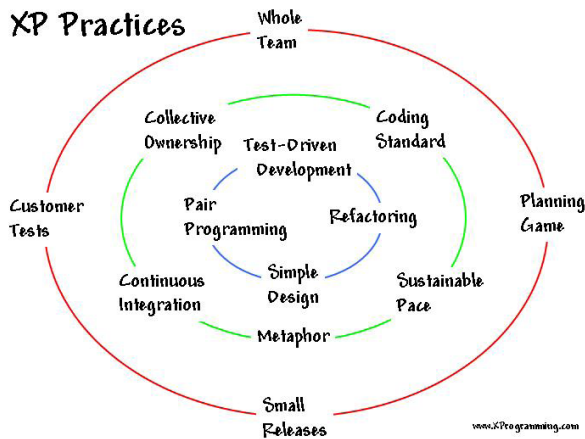 XP Practices
Whole
Team
Collective
Ownership
Coding
Standard
Test-Driven
Development
Customer
Tests
Pair
Programming
Refactoring
Planning
Game
Continuous
Integration
Simple
Design
Sustainable
Pace
Metaphor
Small
Releases
www.XProgramming.com